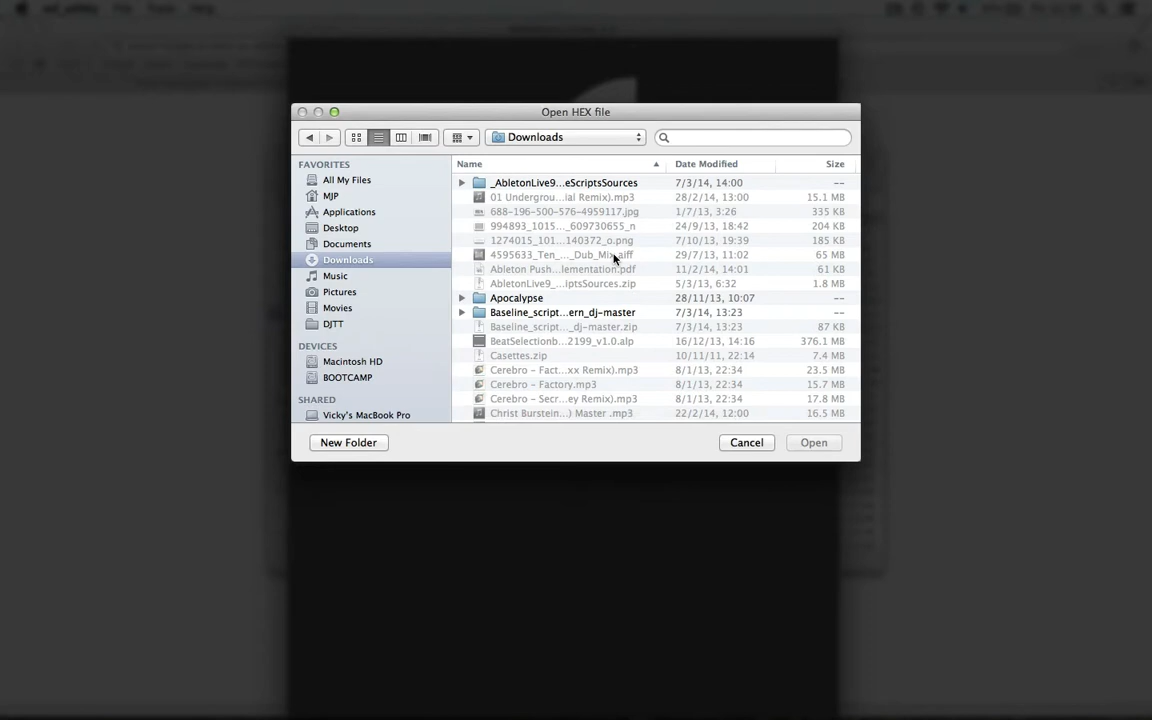 Open HEX file
Downloads
FAVORITES
All My Files
MJP
Applications
Desktop
Documents
Downloads
Music
Pictures
Movies
DJTT
DEVICES
Macintosh HD
BOOTCAMP
SHARED
Vicky's MacBook Pro
Name Date Modified Size
_AbletonLive9...eScriptsSources 7/3/14, 14:00 --
01 Undergrou...ial Remix).mp3 28/2/14, 13:00 15.1 MB
688-196-500-576-4959117.jpg 1/7/13, 3:26 335 KB
994893_1015..._609730655_n 24/9/13, 18:42 204 KB
1274015_101...140372_o.png 7/10/13, 19:39 185 KB
4595633_Ten_..._Dub_Mix.aiff 29/7/13, 11:02 65 MB
Ableton Push...lementation.pdf 11/2/14, 14:01 61 KB
AbletonLive9_...iptsSources.zip 5/3/13, 6:32 1.8 MB
Apocalypse 28/11/13, 10:07 --
Baseline_script...ern_dj-master 7/3/14, 13:23 --
Baseline_script..._dj-master.zip 7/3/14, 13:23 87 KB
BeatSelectionb...2199_v1.0.alp 16/12/13, 14:16 376.1 MB
Casettes.zip 10/11/11, 22:14 7.4 MB
Cerebro - Fact...xx Remix).mp3 8/1/13, 22:34 23.5 MB
Cerebro - Factory.mp3 8/1/13, 22:34 15.7 MB
Cerebro - Secr...ey Remix).mp3 8/1/13, 22:34 17.8 MB
Christ Burstein...) Master .mp3 22/2/14, 12:00 16.5 MB
New Folder
Cancel
Open